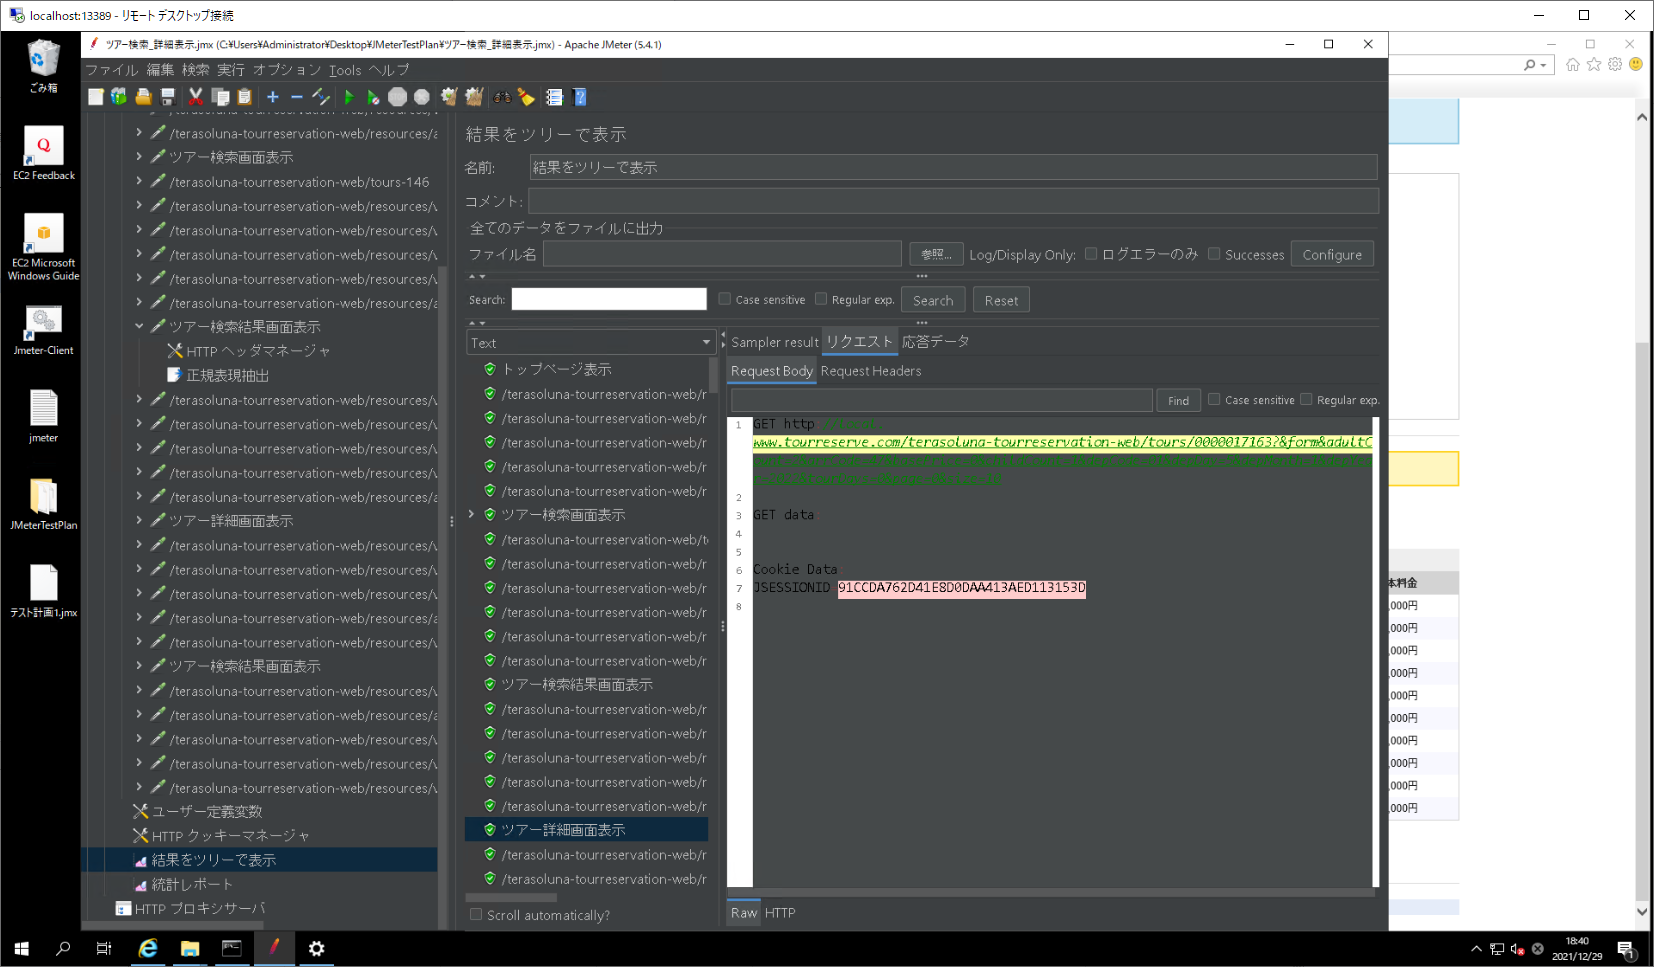 localhost:13389 - リモート デスクトップ接続
ツアー検索_詳細表示.jmx (C:¥Users¥Administrator¥Desktop¥JMeterTestPlan¥ツアー検索_詳細表示.jmx) - Apache JMeter (5.4.1)
ファイル 編集 検索 実行 オプション Tools ヘルプ
ごみ箱
EC2 Feedback
EC2 Microsoft
Windows Guide
Jmeter-Client
jmeter
JMeterTestPlan
テスト計画1.jmx
/terasoluna-tourreservation-web/resources/a
ツアー検索画面表示
/terasoluna-tourreservation-web/tours-146
/terasoluna-tourreservation-web/resources/v
/terasoluna-tourreservation-web/resources/v
/terasoluna-tourreservation-web/resources/v
/terasoluna-tourreservation-web/resources/v
/terasoluna-tourreservation-web/resources/a
ツアー検索結果画面表示
HTTP ヘッダマネージャ
正規表現抽出
/terasoluna-tourreservation-web/resources/v
/terasoluna-tourreservation-web/resources/v
/terasoluna-tourreservation-web/resources/v
/terasoluna-tourreservation-web/resources/a
/terasoluna-tourreservation-web/resources/a
ツアー詳細画面表示
/terasoluna-tourreservation-web/resources/v
/terasoluna-tourreservation-web/resources/v
/terasoluna-tourreservation-web/resources/a
/terasoluna-tourreservation-web/resources/v
/terasoluna-tourreservation-web/resources/v
ツアー検索結果画面表示
/terasoluna-tourreservation-web/resources/v
/terasoluna-tourreservation-web/resources/a
/terasoluna-tourreservation-web/resources/v
/terasoluna-tourreservation-web/resources/v
/terasoluna-tourreservation-web/resources/v
ユーザー定義変数
HTTP クッキーマネージャ
結果をツリーで表示
統計レポート
HTTP プロキシサーバ
結果をツリーで表示
名前: 結果をツリーで表示
コメント:
全てのデータをファイルに出力
ファイル名 参照... Log/Display Only: ログエラーのみ Successes Configure
Search: Case sensitive Regular exp. Search Reset
Text
トップページ表示
/terasoluna-tourreservation-web/r
/terasoluna-tourreservation-web/r
/terasoluna-tourreservation-web/r
/terasoluna-tourreservation-web/r
/terasoluna-tourreservation-web/r
ツアー検索画面表示
/terasoluna-tourreservation-web/t
/terasoluna-tourreservation-web/r
/terasoluna-tourreservation-web/r
/terasoluna-tourreservation-web/r
/terasoluna-tourreservation-web/r
/terasoluna-tourreservation-web/r
ツアー検索結果画面表示
/terasoluna-tourreservation-web/r
/terasoluna-tourreservation-web/r
/terasoluna-tourreservation-web/r
/terasoluna-tourreservation-web/r
/terasoluna-tourreservation-web/r
ツアー詳細画面表示
/terasoluna-tourreservation-web/r
/terasoluna-tourreservation-web/r
Scroll automatically?
Sampler result リクエスト 応答データ
Request Body Request Headers
Find Case sensitive Regular exp.
1 GET http
www.tourreserve.com/terasoluna-tourreservation-web/tours/0000017163?&form&adultC
2
3 GET data
4
5
6 Cookie Data
7 JSESSIONID 91CCDA762D41E8D0DAA413AED113153D
8
Raw HTTP
本料金
,000円
,000円
,000円
,000円
,000円
,000円
,000円
,000円
,000円
,000円
18:40
2021/12/29
1